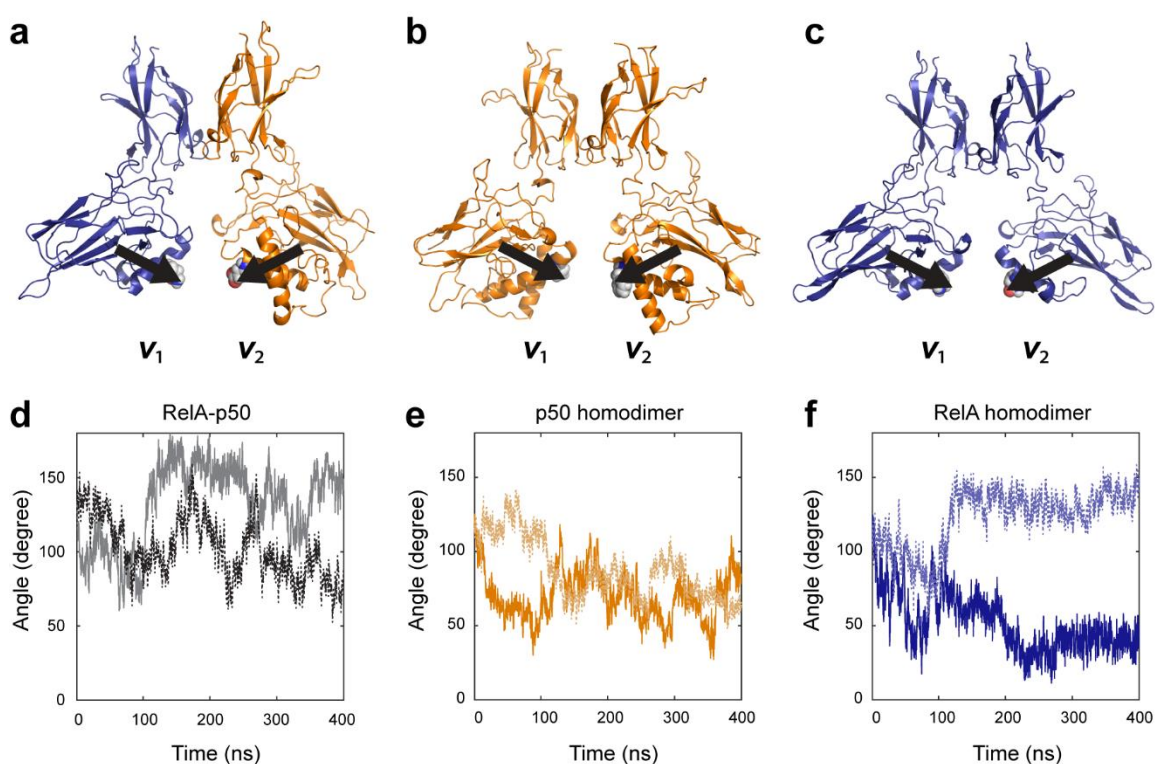 a b c
v1 v2 v1 v2 v1 v2
d RelA-p50 e p50 homodimer f RelA homodimer
Angle (degree) Angle (degree) Angle (degree)
150 150 150
100 100 100
50 50 50
0 0 0
0 100 200 300 400 0 100 200 300 400 0 100 200 300 400
Time (ns) Time (ns) Time (ns)